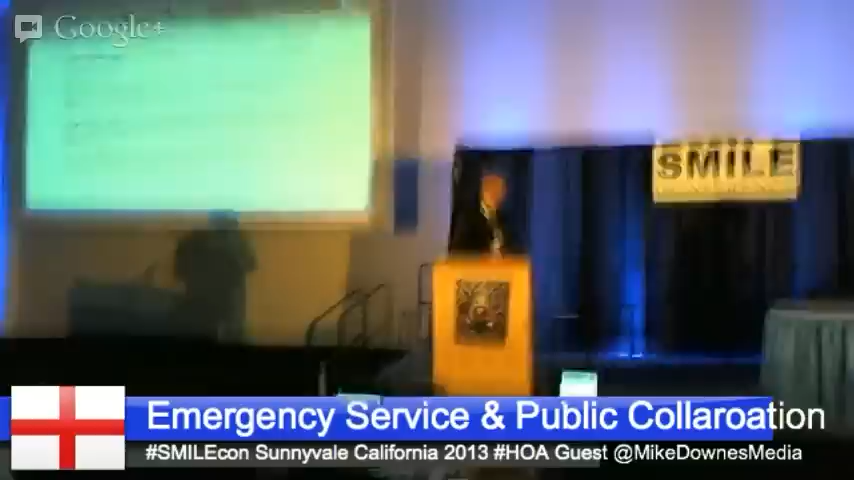 Google+
SMILE
Emergency Service & Public Collaroation
#SMILEcon Sunnyvale California 2013 #HOA Guest @MikeDownesMedia